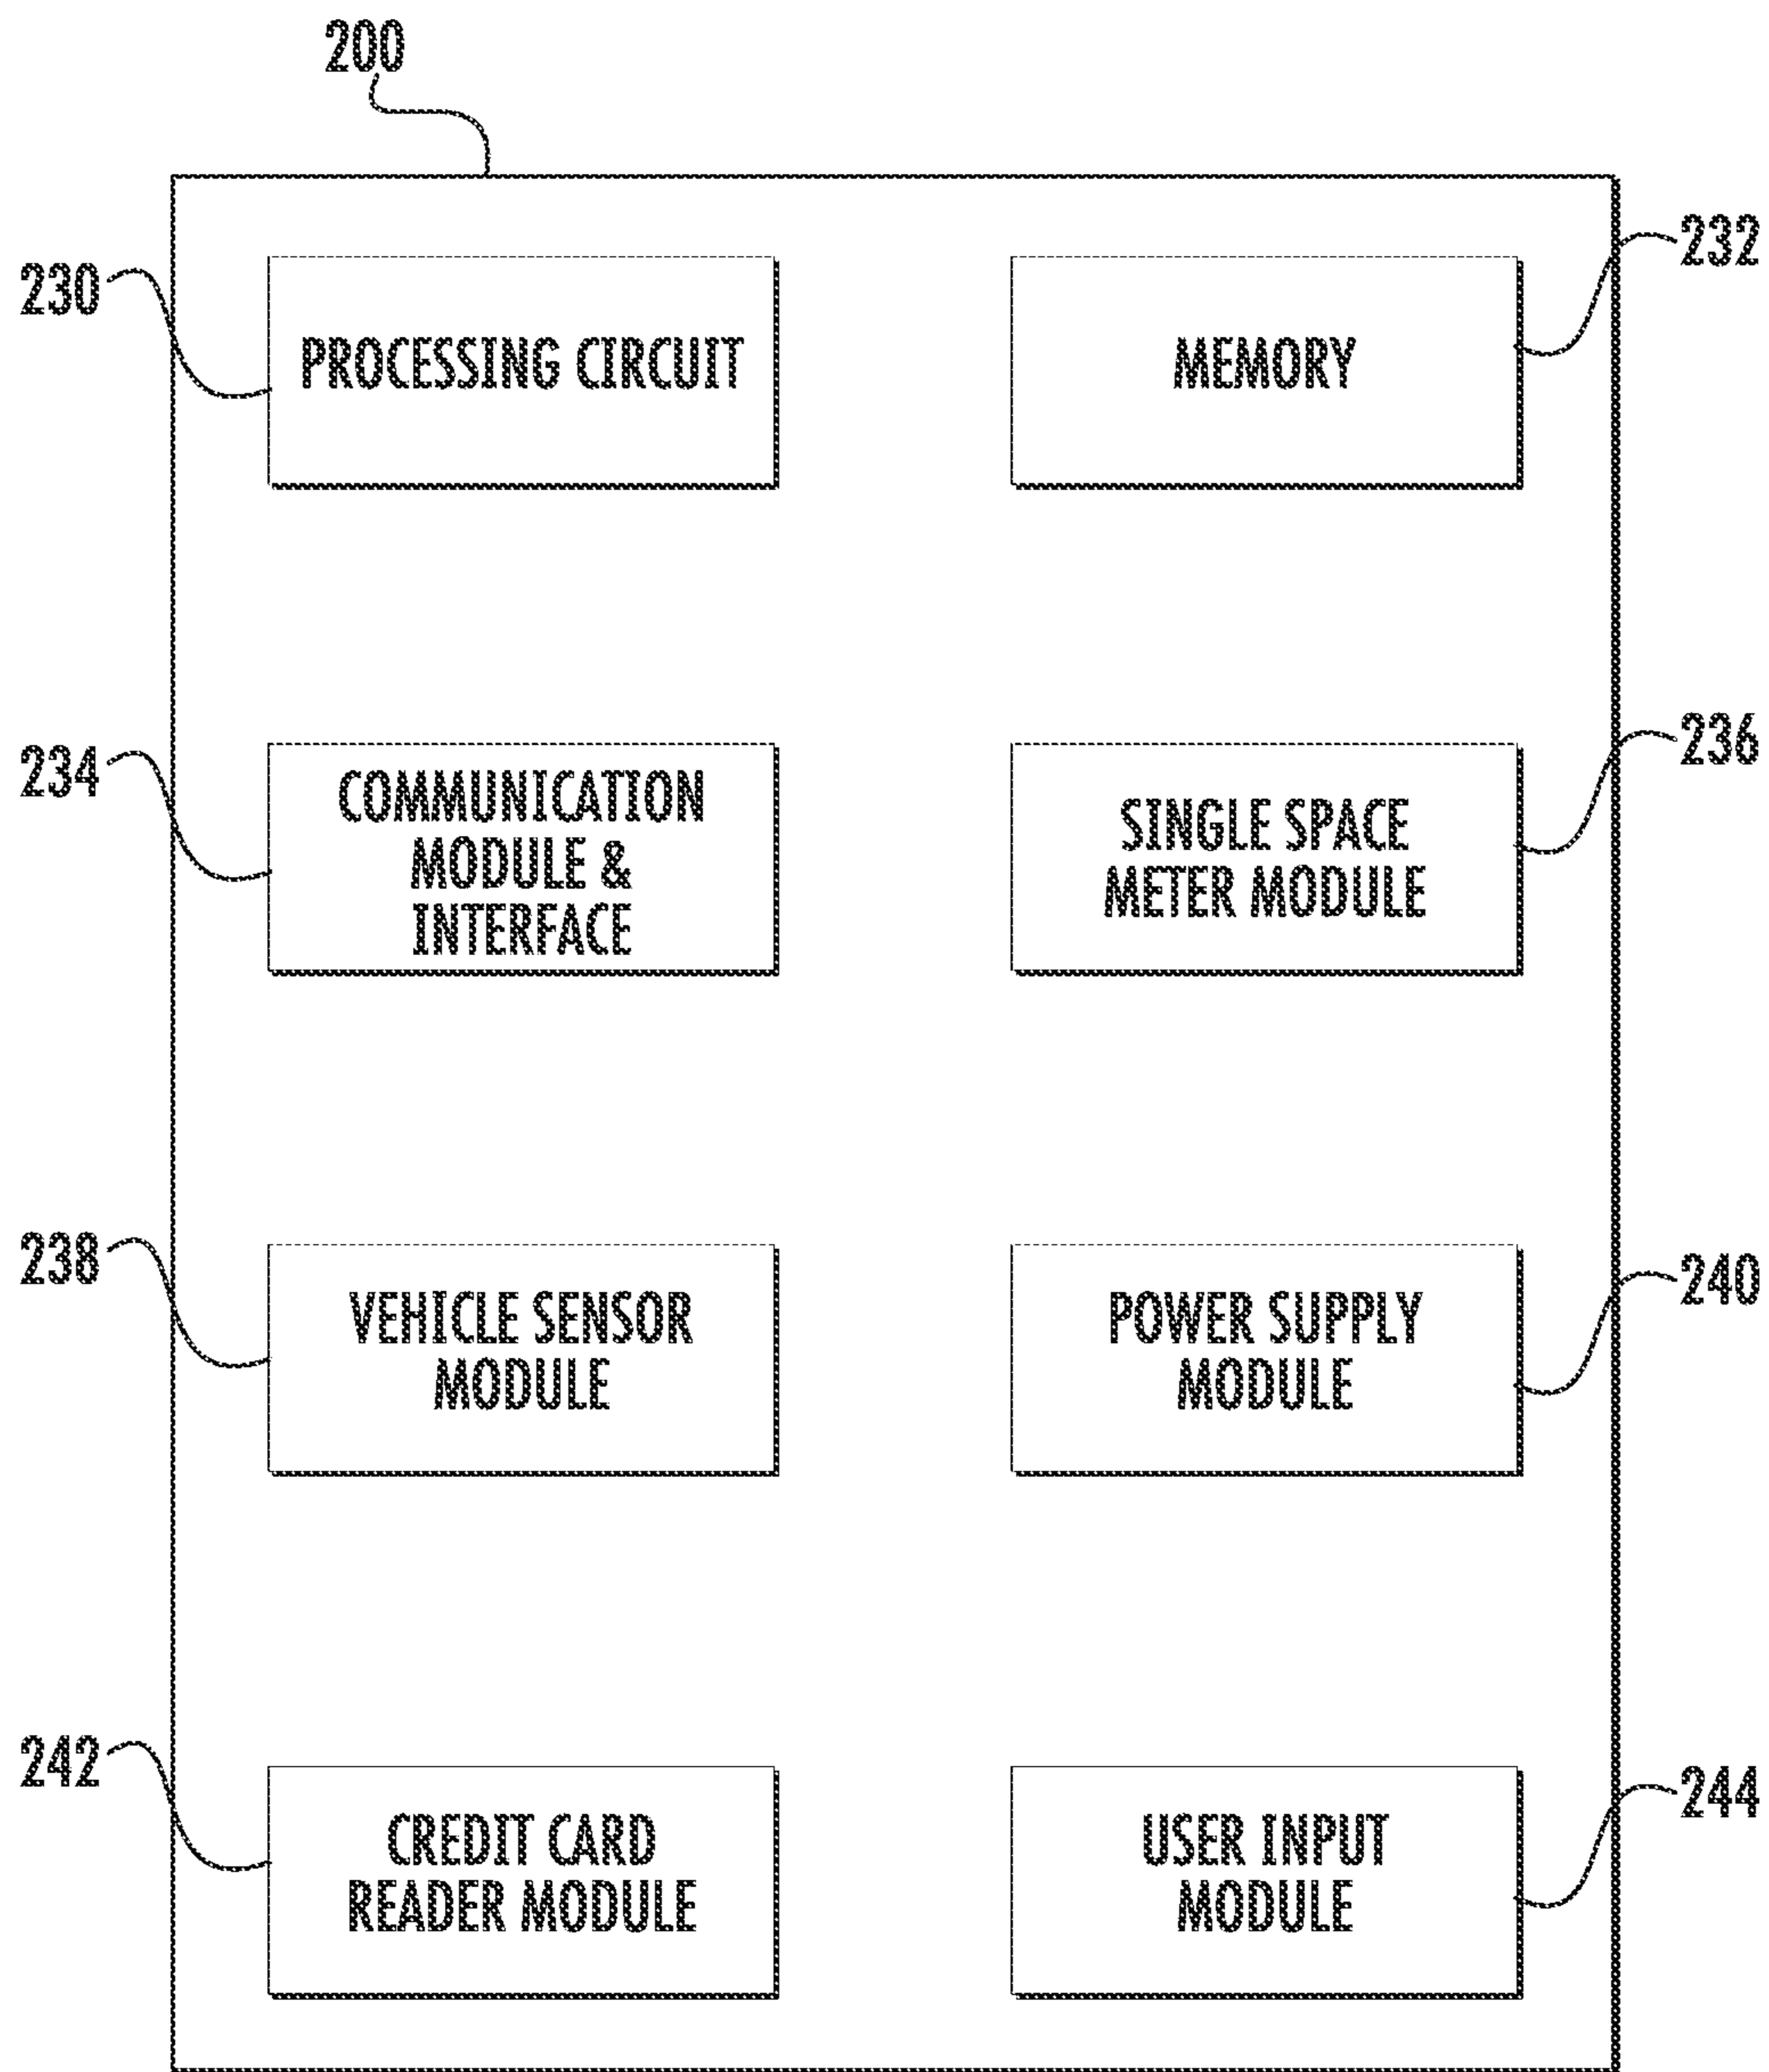 200
230
PROCESSING CIRCUIT
MEMORY
232
234
COMMUNICATION
MODULE &
INTERFACE
SINGLE SPACE
METER MODULE
236
238
VEHICLE SENSOR
MODULE
POWER SUPPLY
MODULE
240
242
CREDIT CARD
READER MODULE
USER INPUT
MODULE
244